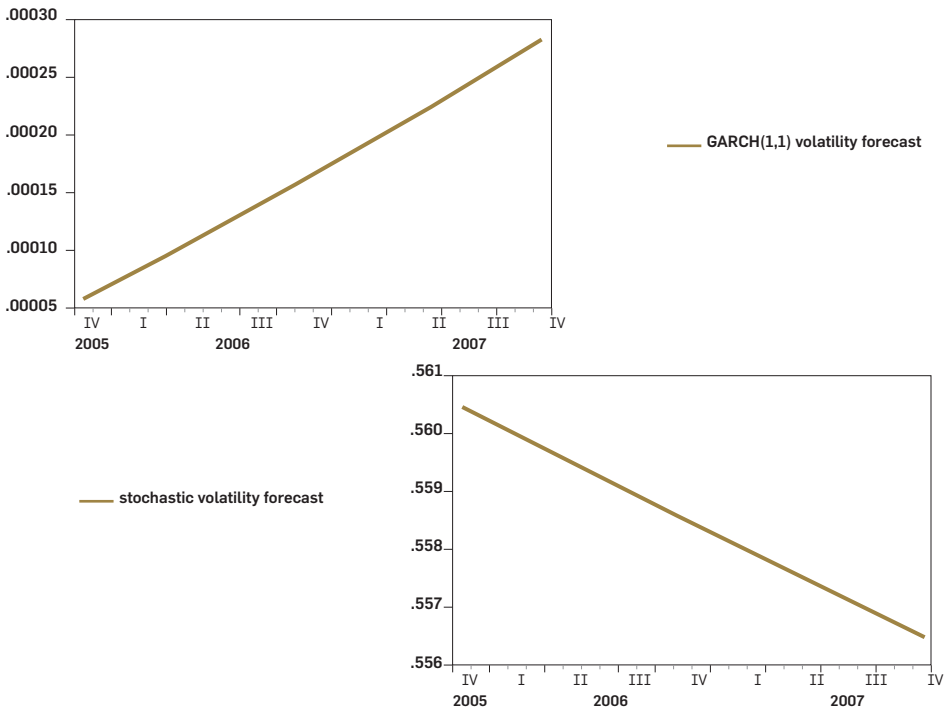 .00030
.00025
.00020
.00015
.00010
.00005
IV I II III IV I II III IV
2005 2006 2007
GARCH(1,1) volatility forecast
stochastic volatility forecast
.561
.560
.559
.558
.557
.556
IV I II III IV I II III IV
2005 2006 2007